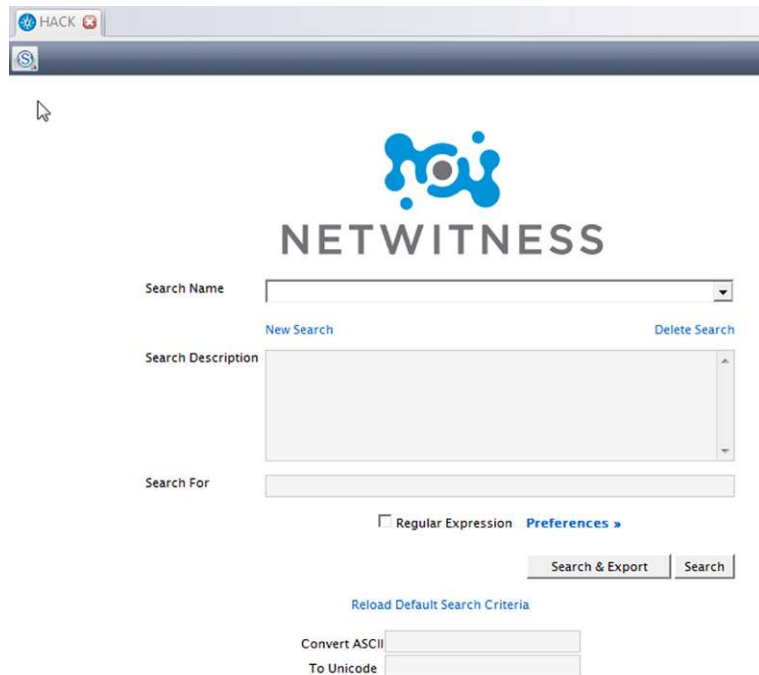 HACK
NETWITNESS
Search Name
New Search Delete Search
Search Description
Search For
Regular Expression Preferences »
Search & Export Search
Reload Default Search Criteria
Convert ASCII
To Unicode